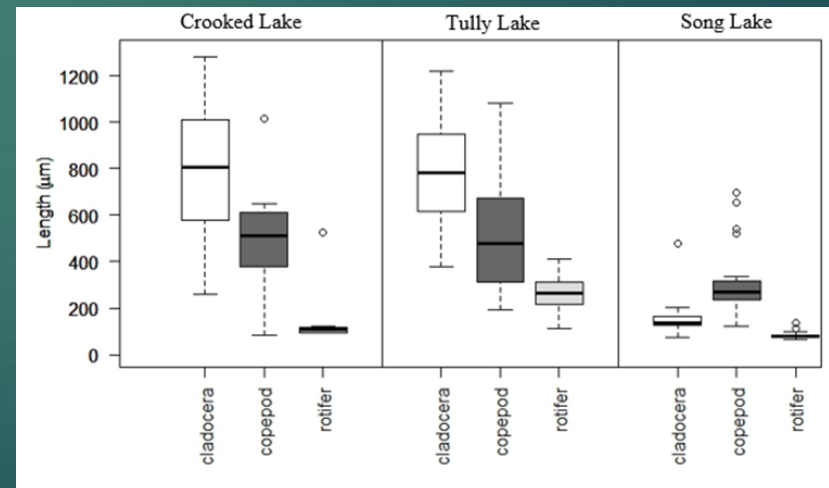 Crooked Lake Tully Lake Song Lake
Length (µm)
1200
1000
800
600
400
200
0
cladocera copepod rotifer cladocera copepod rotifer cladocera copepod rotifer